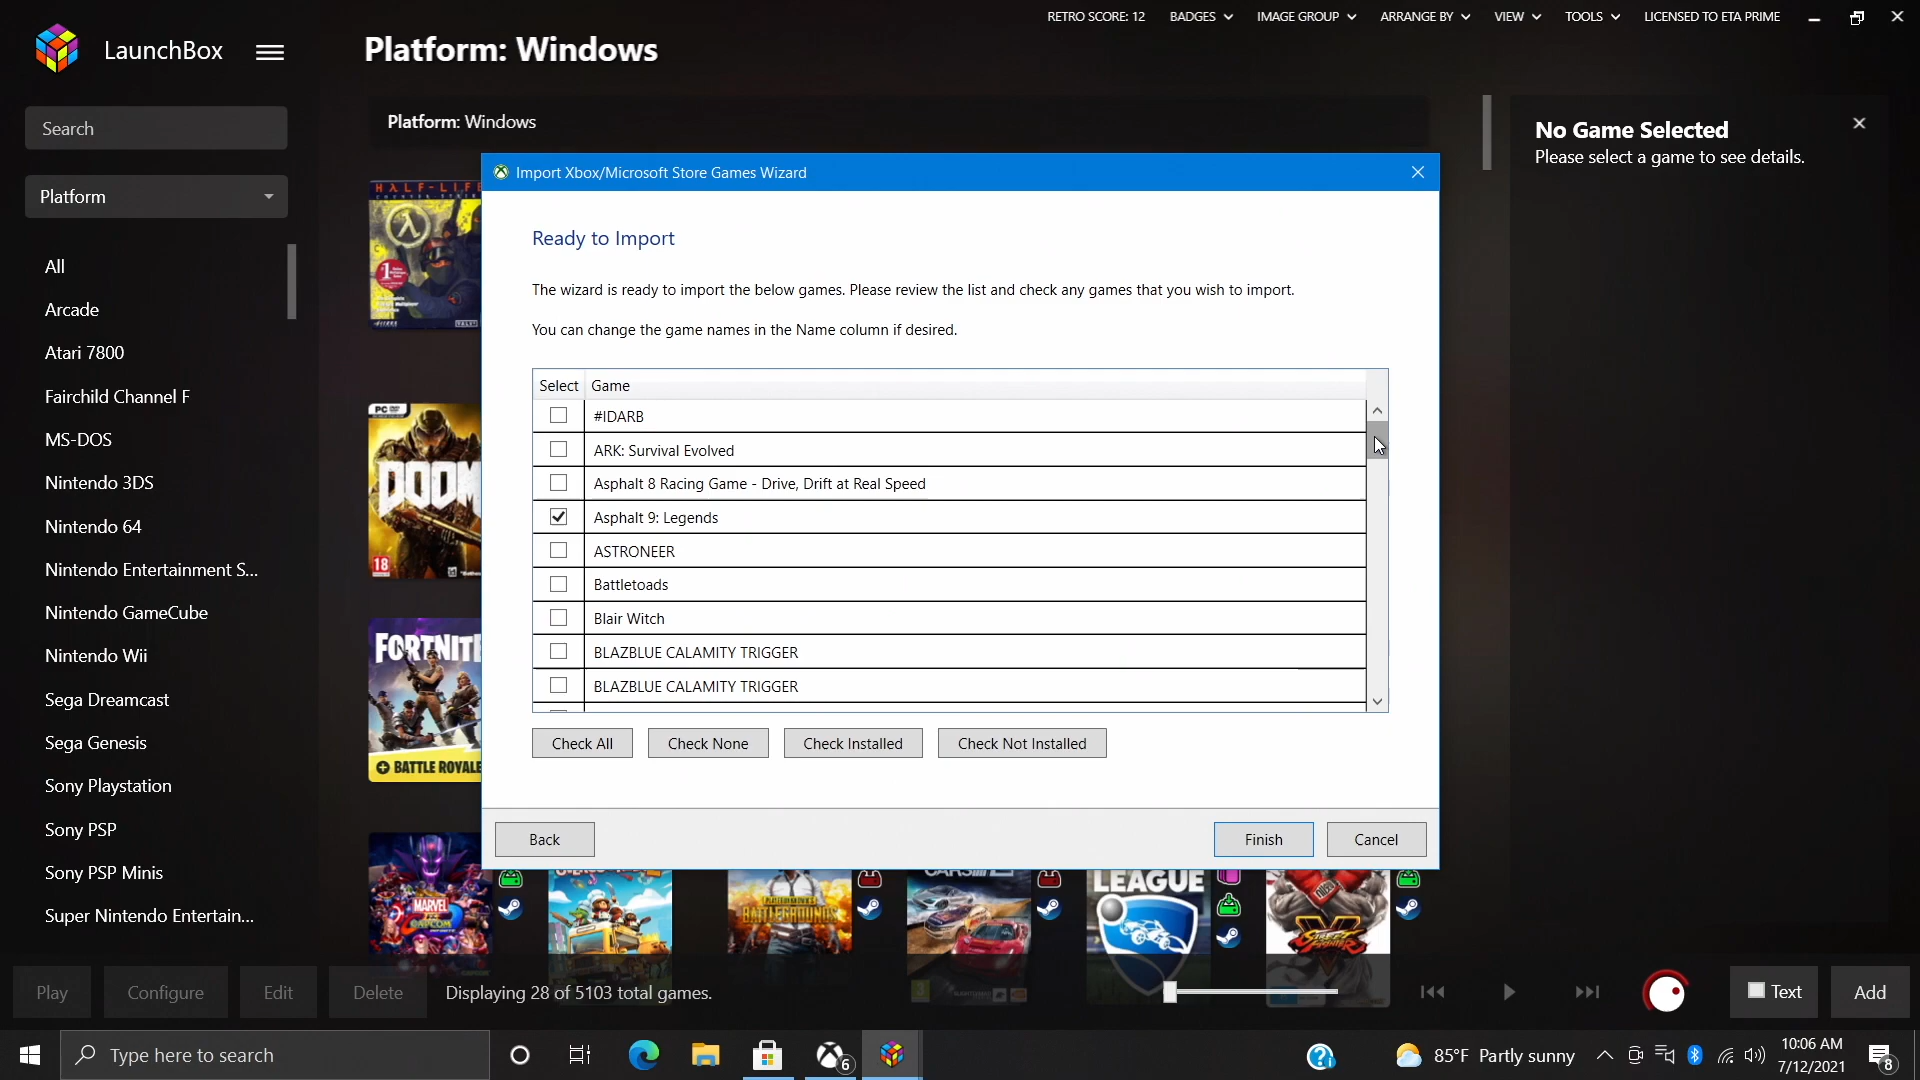 LaunchBox
Platform: Windows
RETRO SCORE: 12 BADGES IMAGE GROUP ARRANGE BY VIEW TOOLS LICENSED TO ETA PRIME
Search
Platform
All
Arcade
Atari 7800
Fairchild Channel F
MS-DOS
Nintendo 3DS
Nintendo 64
Nintendo Entertainment S...
Nintendo GameCube
Nintendo Wii
Sega Dreamcast
Sega Genesis
Sony Playstation
Sony PSP
Sony PSP Minis
Super Nintendo Entertain...
Platform: Windows
No Game Selected
Please select a game to see details.
Import Xbox/Microsoft Store Games Wizard
Ready to Import
The wizard is ready to import the below games. Please review the list and check any games that you wish to import.
You can change the game names in the Name column if desired.
Select Game
#IDARB
ARK: Survival Evolved
Asphalt 8 Racing Game - Drive, Drift at Real Speed
Asphalt 9: Legends
ASTRONEER
Battletoads
Blair Witch
BLAZBLUE CALAMITY TRIGGER
BLAZBLUE CALAMITY TRIGGER
Check All Check None Check Installed Check Not Installed
Back Finish Cancel
HALF-LIFE
PC
DOOM
18
FORTNITE
BATTLE ROYALE
MARVEL
CAPCOM
BATTLEGROUNDS
CARS
LEAGUE
STREET
Play Configure Edit Delete Displaying 28 of 5103 total games.
Text Add
Type here to search
6
85°F Partly sunny
10:06 AM
7/12/2021
8